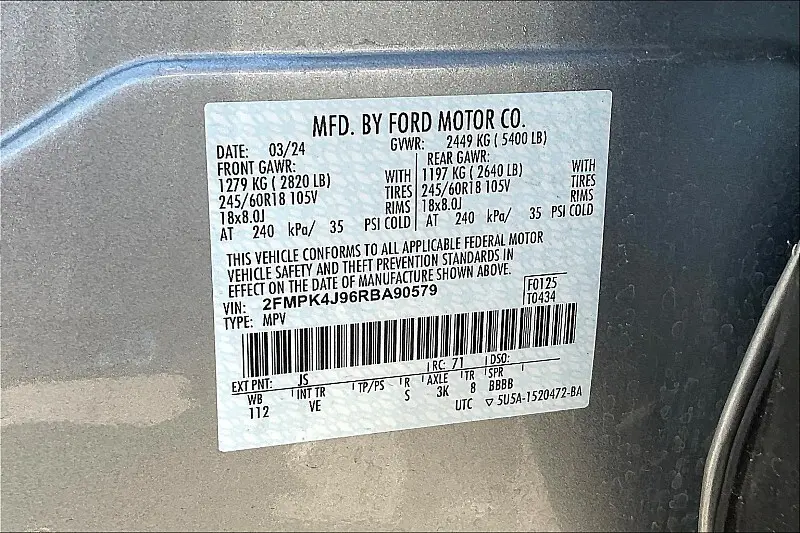 MFD. BY FORD MOTOR CO.
DATE: 03/24 GVWR: 2449 KG ( 5400 LB)
FRONT GAWR: REAR GAWR:
1279 KG ( 2820 LB) WITH 1197 KG ( 2640 LB) WITH
245/60R18 105V TIRES 245/60R18 105V TIRES
18x8.0J RIMS 18x8.0J RIMS
AT 240 kPa/ 35 PSI COLD AT 240 kPa/ 35 PSI COLD
THIS VEHICLE CONFORMS TO ALL APPLICABLE FEDERAL MOTOR
VEHICLE SAFETY AND THEFT PREVENTION STANDARDS IN
EFFECT ON THE DATE OF MANUFACTURE SHOWN ABOVE.
VIN: 2FMPK4J96RBA90579 F0125
TYPE: MPV T0434
EXT PNT: JS RC: 71 DSO:
WB INT TR TP/PS R AXLE TR SPR
112 VE S 3K 8 BBBB
UTC ▽ 5U5A-1520472-BA